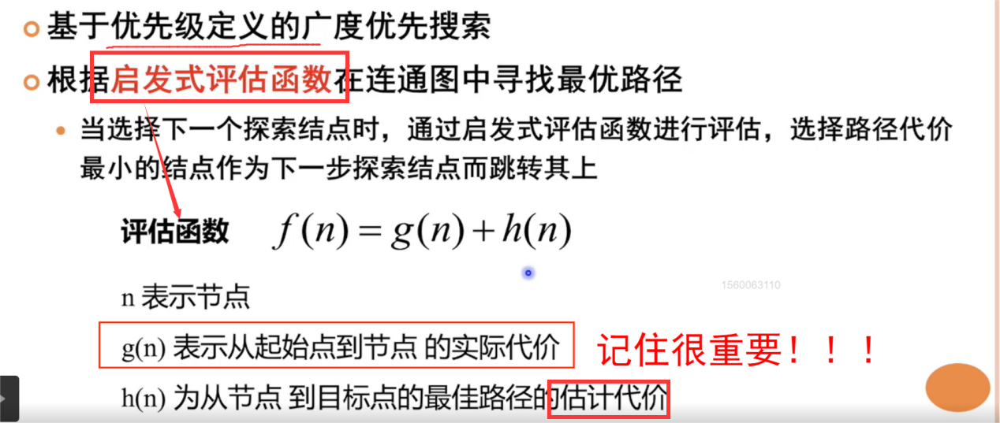 基于优先级定义的广度优先搜索
根据启发式评估函数在连通图中寻找最优路径
当选择下一个探索结点时，通过启发式评估函数进行评估，选择路径代价
最小的结点作为下一步探索结点而跳转其上
评估函数 f(n) = g(n) + h(n)
1560063110
n 表示节点
g(n) 表示从起始点到节点 的实际代价
记住很重要！！！
h(n) 为从节点 到目标点的最佳路径的估计代价